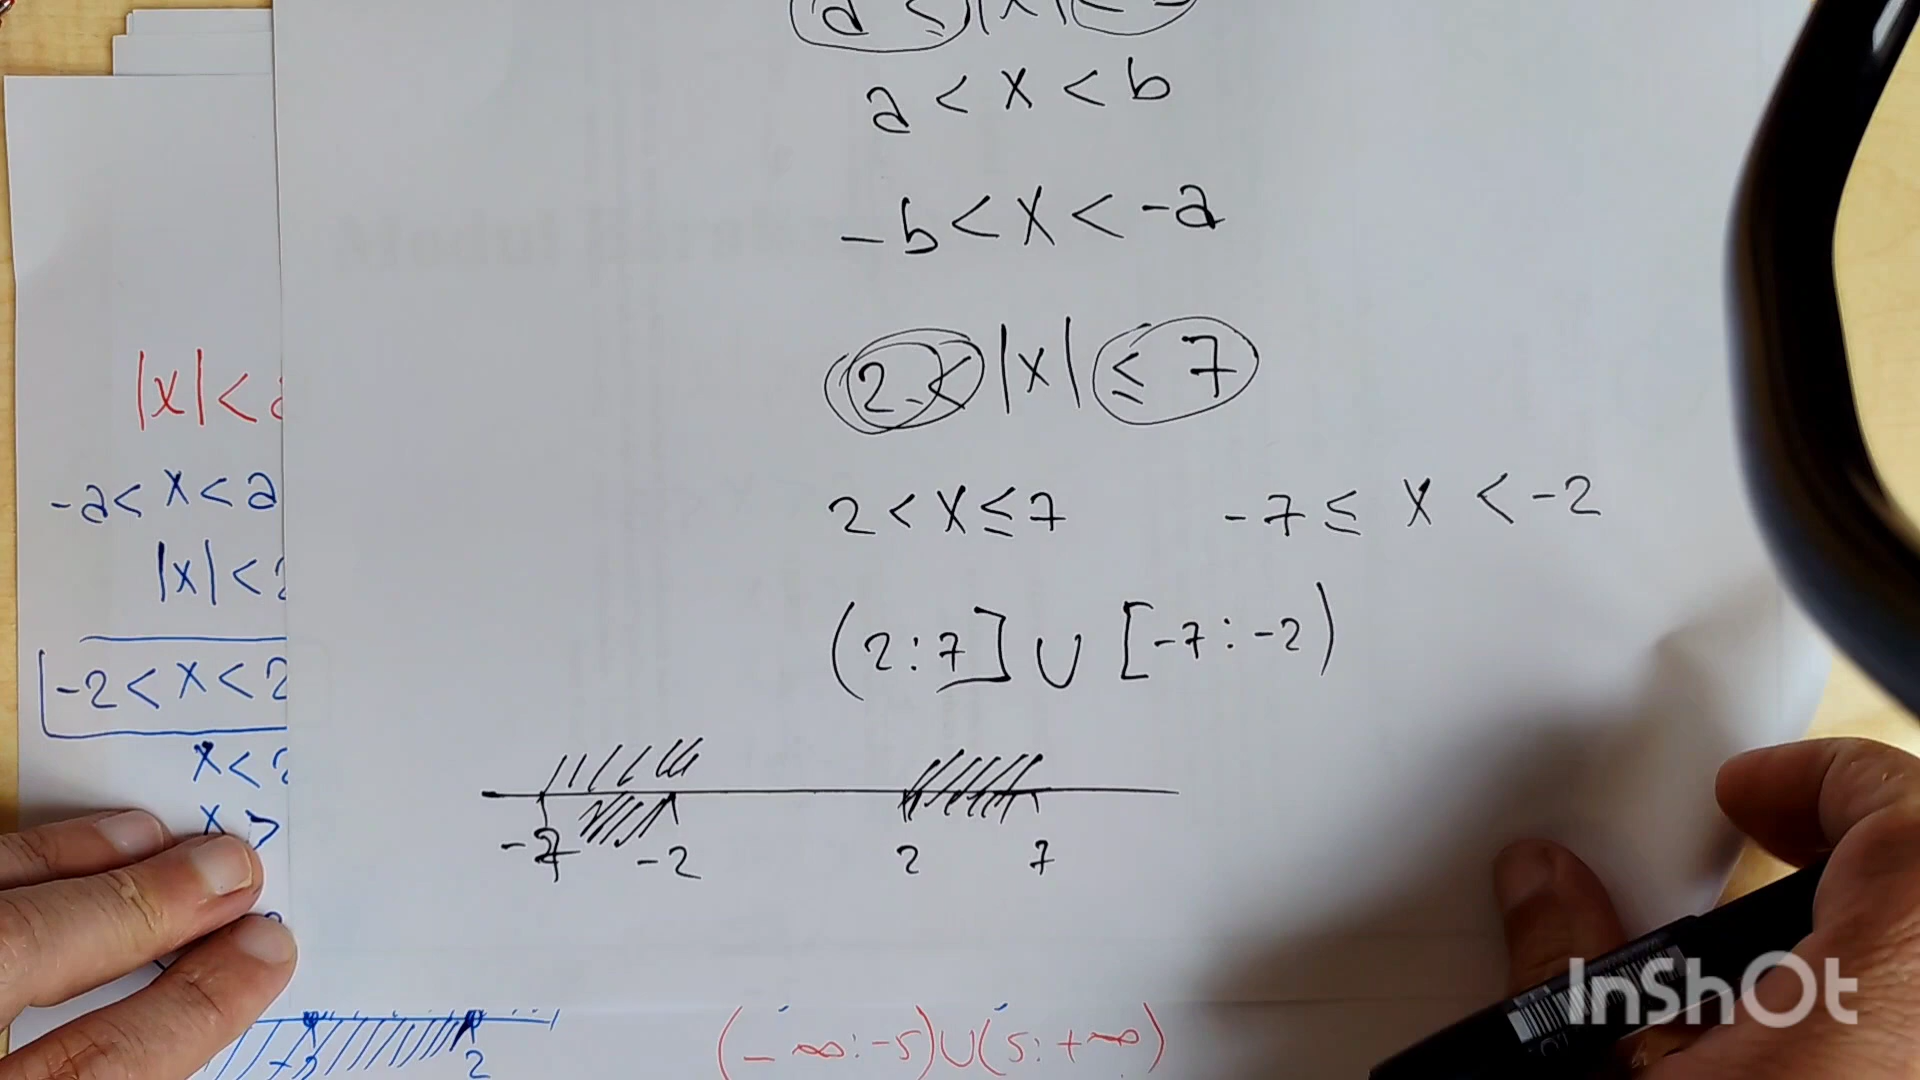 a < x < b
-b < x < -a
2 < |x| ≤ 7
2 < x ≤ 7 -7 ≤ x < -2
(2:7] ∪ [-7:-2)
-7 -2 2 7
|x| <
-a < x < a
|x| <
-2 < x < 2
x <
x >
2
(-∞:-5)∪(5:+∞)
InShOt